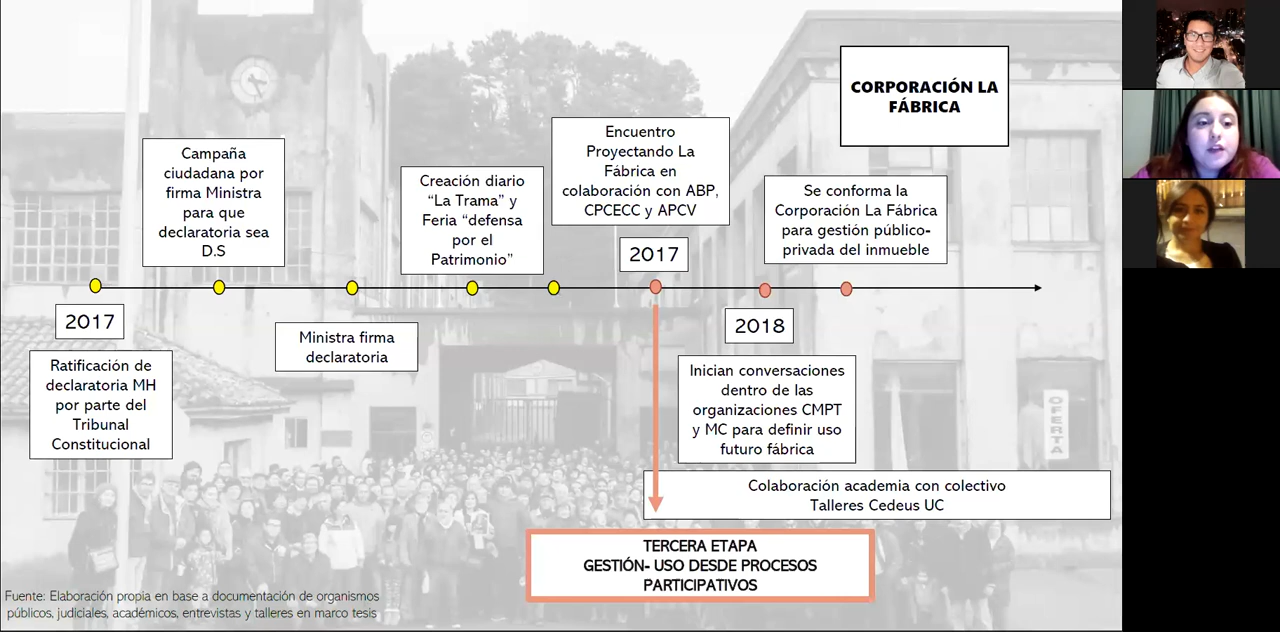 CORPORACIÓN LA
FÁBRICA
Campaña
ciudadana por
firma Ministra
para que
declaratoria sea
D.S
Creación diario
“La Trama” y
Feria “defensa
por el
Patrimonio”
Encuentro
Proyectando La
Fábrica en
colaboración con ABP,
CPCECC y APCV
2017
Se conforma la
Corporación La Fábrica
para gestión público-
privada del inmueble
2017
Ratificación de
declaratoria MH
por parte del
Tribunal
Constitucional
Ministra firma
declaratoria
2018
Inician conversaciones
dentro de las
organizaciones CMPT
y MC para definir uso
futuro fábrica
OFERTA
Colaboración academia con colectivo
Talleres Cedeus UC
TERCERA ETAPA
GESTIÓN- USO DESDE PROCESOS
PARTICIPATIVOS
Fuente: Elaboración propia en base a documentación de organismos
públicos, judiciales, académicos, entrevistas y talleres en marco tesis